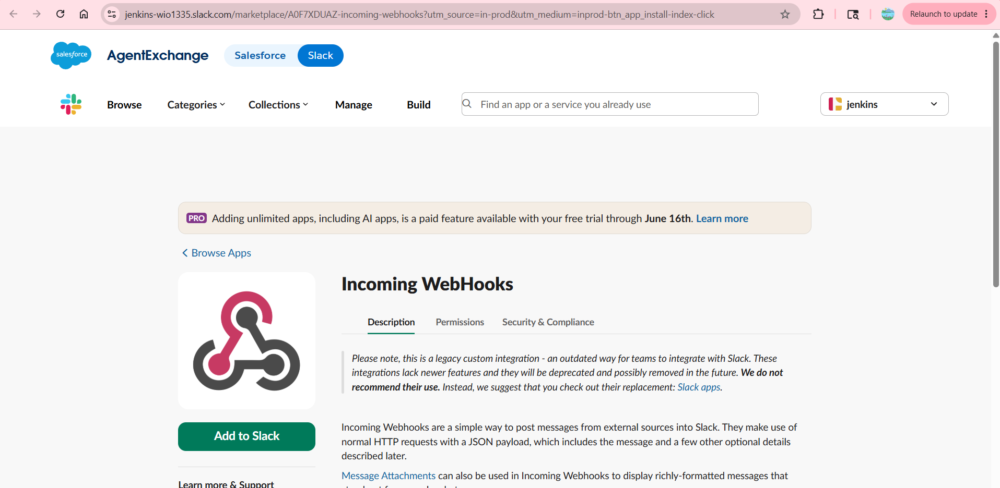 jenkins-wio1335.slack.com/marketplace/A0F7XDUAZ-incoming-webhooks?utm_source=in-prod&utm_medium=inprod-btn_app_install-index-click
Relaunch to update
salesforce
AgentExchange
Salesforce
Slack
Browse
Categories
Collections
Manage
Build
Find an app or a service you already use
jenkins
PRO Adding unlimited apps, including AI apps, is a paid feature available with your free trial through June 16th. Learn more
Browse Apps
Incoming WebHooks
Description
Permissions
Security & Compliance
Please note, this is a legacy custom integration - an outdated way for teams to integrate with Slack. These
integrations lack newer features and they will be deprecated and possibly removed in the future. We do not
recommend their use. Instead, we suggest that you check out their replacement: Slack apps.
Add to Slack
Incoming Webhooks are a simple way to post messages from external sources into Slack. They make use of
normal HTTP requests with a JSON payload, which includes the message and a few other optional details
described later.
Message Attachments can also be used in Incoming Webhooks to display richly-formatted messages that
Learn more & Support